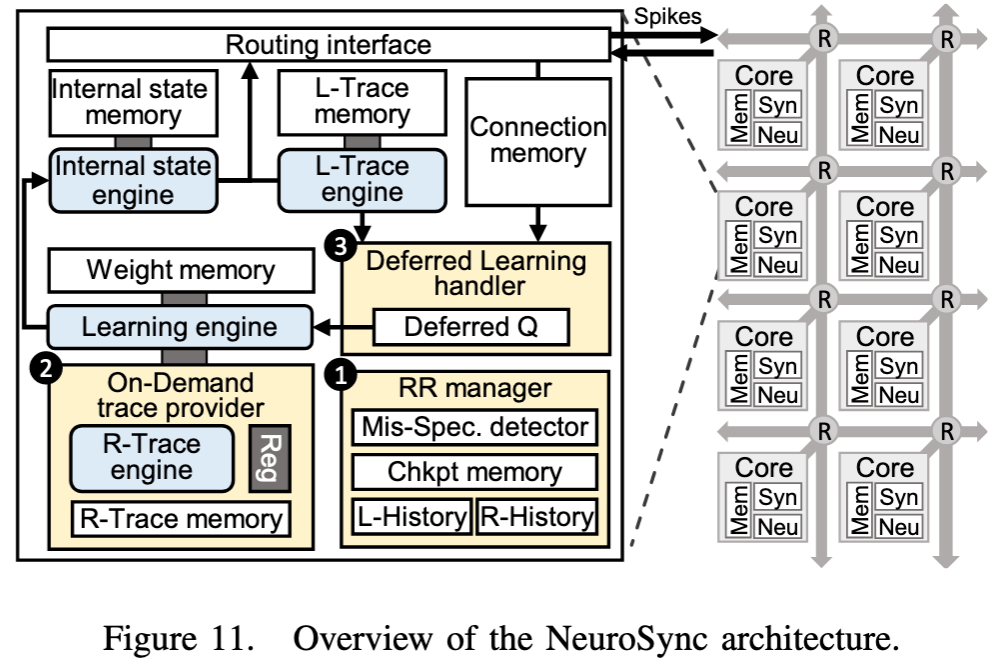 Routing interface
Spikes
Internal state
memory
L-Trace
memory
Connection
memory
Internal state
engine
L-Trace
engine
3
Deferred Learning
handler
Deferred Q
Weight memory
Learning engine
2
On-Demand
trace provider
R-Trace
engine
Reg
R-Trace memory
1
RR manager
Mis-Spec. detector
Chkpt memory
L-History
R-History
R
R
Core
Mem
Syn
Neu
Core
Mem
Syn
Neu
R
R
Core
Mem
Syn
Neu
Core
Mem
Syn
Neu
R
R
Core
Mem
Syn
Neu
Core
Mem
Syn
Neu
R
R
Core
Mem
Syn
Neu
Core
Mem
Syn
Neu
Figure 11. Overview of the NeuroSync architecture.